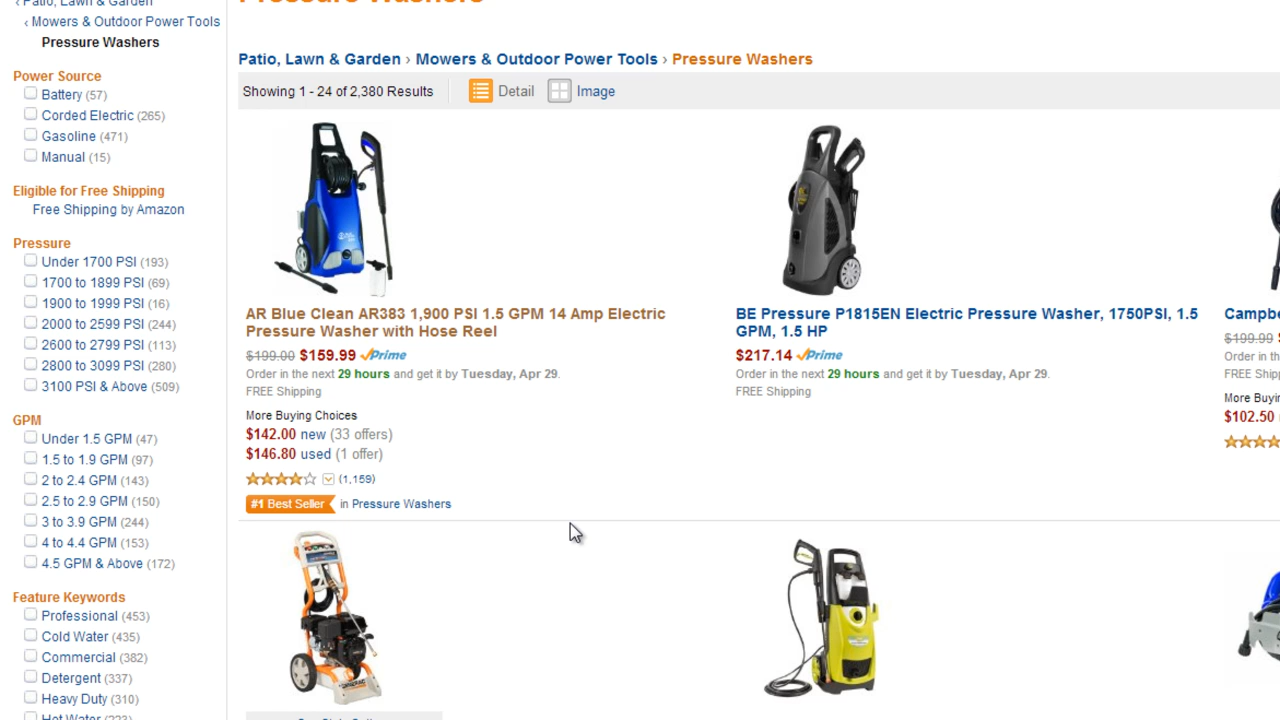 ‹ Patio, Lawn & Garden
‹ Mowers & Outdoor Power Tools
Pressure Washers
Power Source
Battery (57)
Corded Electric (265)
Gasoline (471)
Manual (15)
Eligible for Free Shipping
Free Shipping by Amazon
Pressure
Under 1700 PSI (193)
1700 to 1899 PSI (69)
1900 to 1999 PSI (16)
2000 to 2599 PSI (244)
2600 to 2799 PSI (113)
2800 to 3099 PSI (280)
3100 PSI & Above (509)
GPM
Under 1.5 GPM (47)
1.5 to 1.9 GPM (97)
2 to 2.4 GPM (143)
2.5 to 2.9 GPM (150)
3 to 3.9 GPM (244)
4 to 4.4 GPM (153)
4.5 GPM & Above (172)
Feature Keywords
Professional (453)
Cold Water (435)
Commercial (382)
Detergent (337)
Heavy Duty (310)
Hot Water (223)
Pressure Washers
Patio, Lawn & Garden › Mowers & Outdoor Power Tools › Pressure Washers
Showing 1 - 24 of 2,380 Results Detail Image
AR Blue Clean AR383 1,900 PSI 1.5 GPM 14 Amp Electric
Pressure Washer with Hose Reel
$199.00 $159.99 Prime
Order in the next 29 hours and get it by Tuesday, Apr 29.
FREE Shipping
More Buying Choices
$142.00 new (33 offers)
$146.80 used (1 offer)
(1,159)
#1 Best Seller in Pressure Washers
BE Pressure P1815EN Electric Pressure Washer, 1750PSI, 1.5
GPM, 1.5 HP
$217.14 Prime
Order in the next 29 hours and get it by Tuesday, Apr 29.
FREE Shipping
Campbe
$199.99
Order in th
FREE Shipp
More Buyin
$102.50